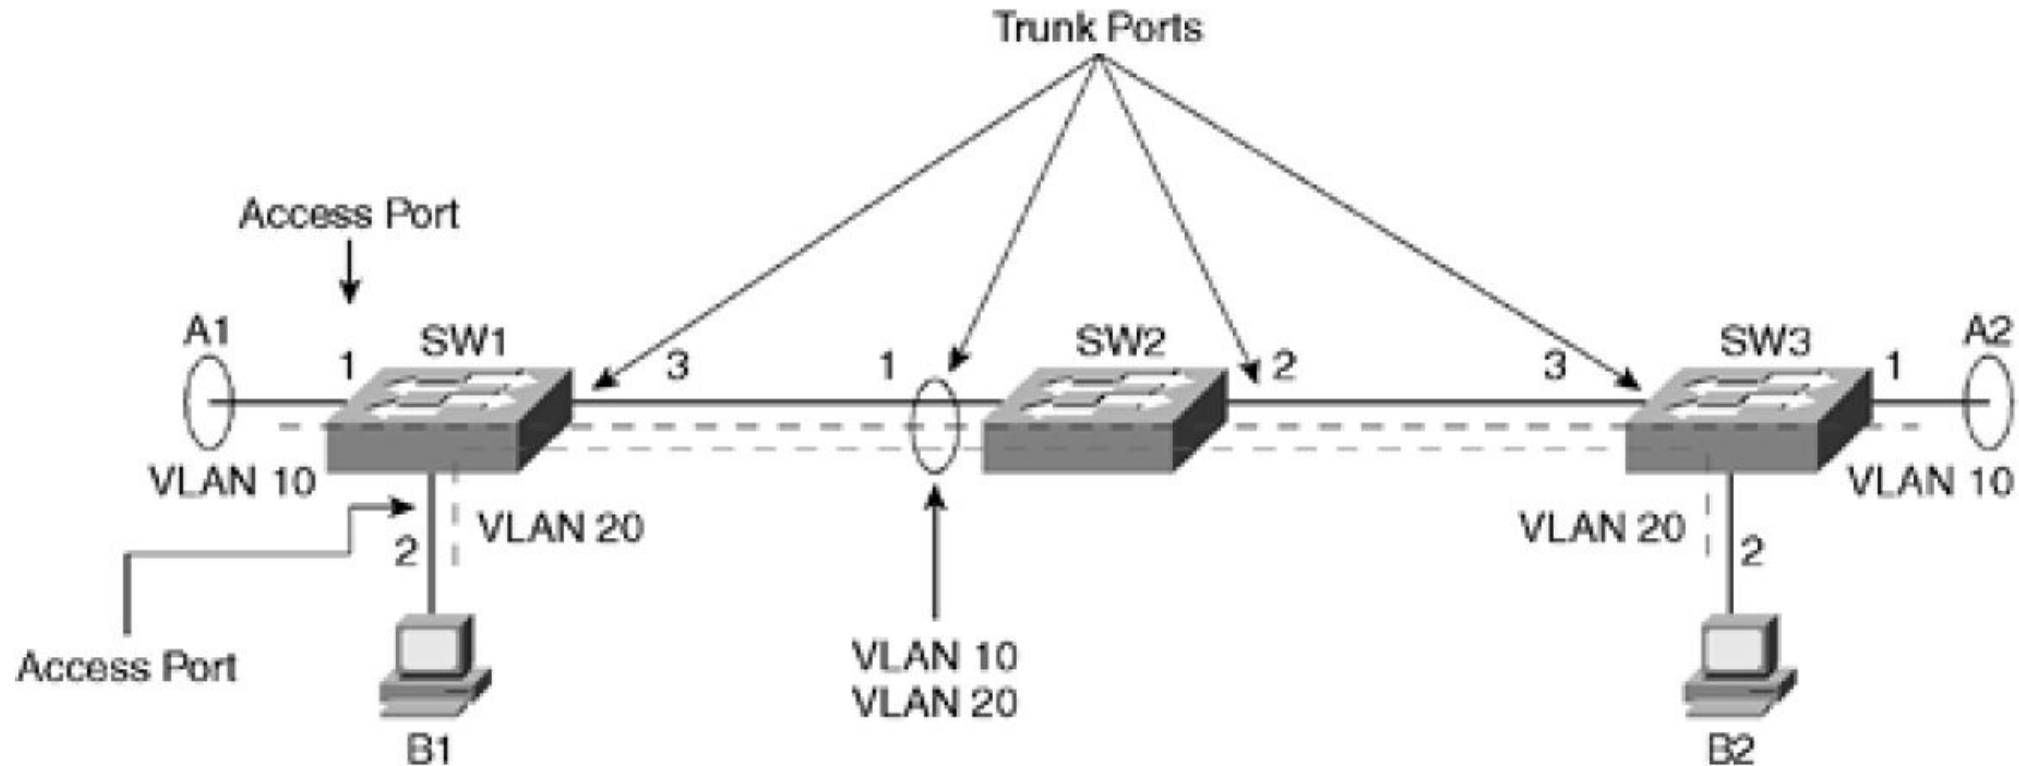 Trunk Ports
Access Port
A1
SW1
SW2
SW3
A2
1
3
1
2
3
1
VLAN 10
VLAN 10
2
VLAN 20
VLAN 20
2
Access Port
VLAN 10
VLAN 20
B1
B2